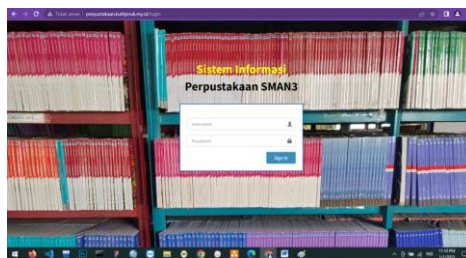 Tidak aman
Sistem Informasi
Perpustakaan SMAN3
Username
Password
Sign In